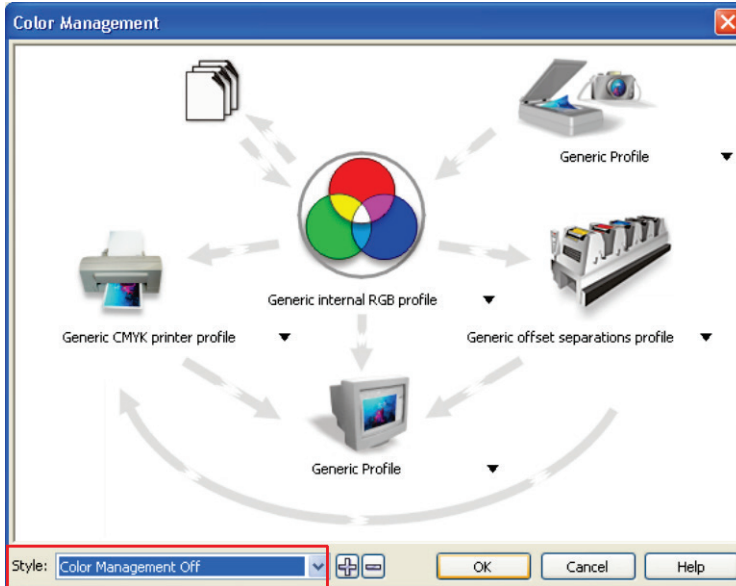 Color Management
Generic Profile
Generic internal RGB profile
Generic CMYK printer profile
Generic offset separations profile
Generic Profile
Style: Color Management Off
OK Cancel Help